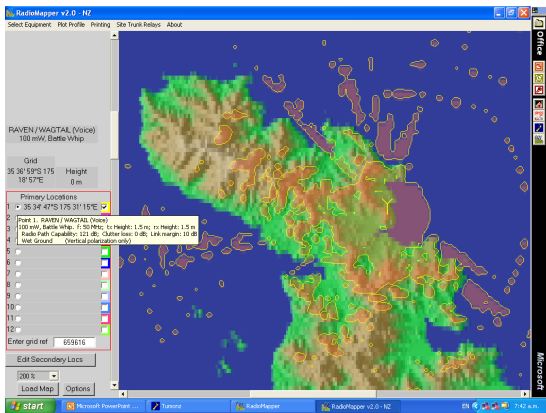 RadioMapper v2.0 - NZ
Select Equipment Plot Profile Printing Site Trunk Relays About
Office
RAVEN / WAGTAIL (Voice)
100 mW, Battle Whip
Grid
35 36' 59"S 175 18' 57"E
Height
0 m
Primary Locations
1 35 34' 47"S 175 31' 15"E
2
3
4
Point 1. RAVEN / WAGTAIL (Voice)
100 mW, Battle Whip. f: 50 MHz; tx Height: 1.5 m; rx Height: 1.5 m
Radio Path Capability: 121 dB; Clutter loss: 0 dB; Link margin: 10 dB
Wet Ground (Vertical polarization only)
5
6
7
8
9
10
11
12
Enter grid ref 659616
Edit Secondary Locs
200 %
Load Map Options
Microsoft
start Microsoft PowerPoint ... RadioMapper RadioMapper v2.0 - NZ EN 7:42 a.m.